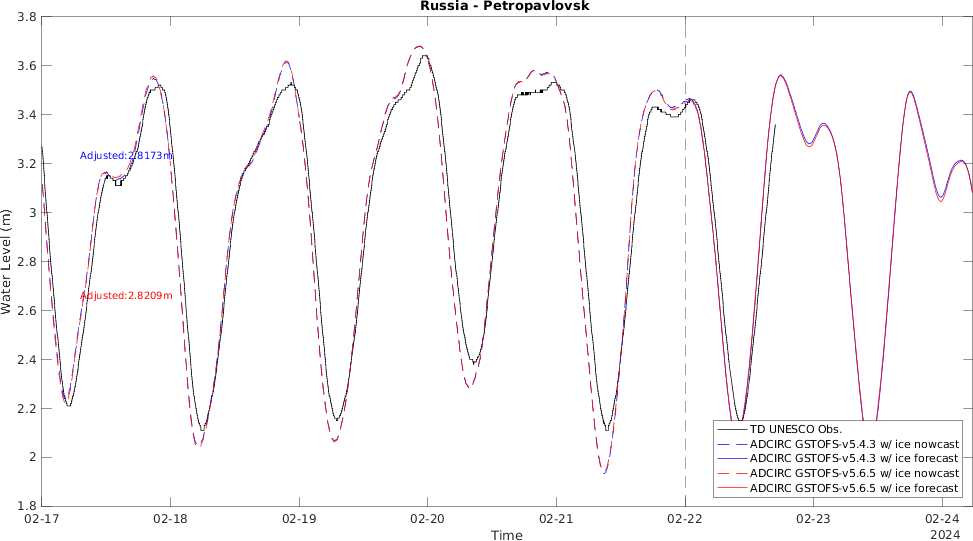 Russia - Petropavlovsk
3.8
3.6
3.4
3.2
3
2.8
2.6
2.4
2.2
2
1.8
Water Level (m)
Adjusted:2.8173m
Adjusted:2.8209m
TD UNESCO Obs.
ADCIRC GSTOFS-v5.4.3 w/ ice nowcast
ADCIRC GSTOFS-v5.4.3 w/ ice forecast
ADCIRC GSTOFS-v5.6.5 w/ ice nowcast
ADCIRC GSTOFS-v5.6.5 w/ ice forecast
02-17 02-18 02-19 02-20 02-21 02-22 02-23 02-24
Time
2024